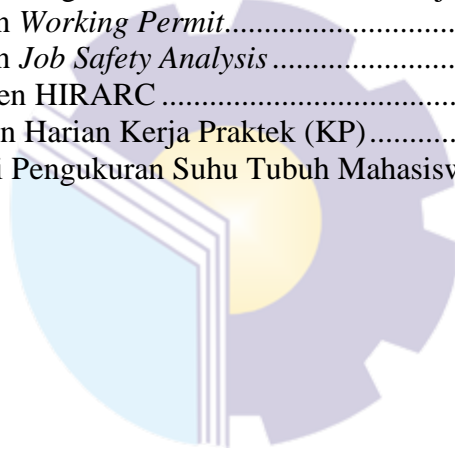 n Working Permit....................................
n Job Safety Analysis..............................
en HIRARC............................................
n Harian Kerja Praktek (KP)............
i Pengukuran Suhu Tubuh Mahasisw